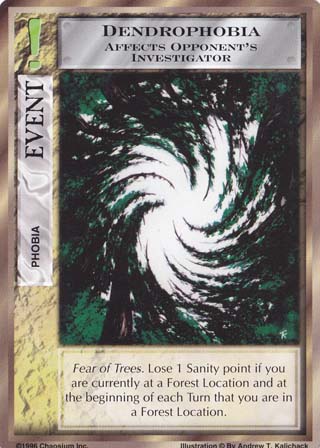 DENDROPHOBIA
AFFECTS OPPONENT'S
INVESTIGATOR
EVENT
PHOBIA
Fear of Trees. Lose 1 Sanity point if you
are currently at a Forest Location and at
the beginning of each Turn that you are in
a Forest Location.
©1996 Chaosium Inc.
Illustration © By Andrew T. Kalichack